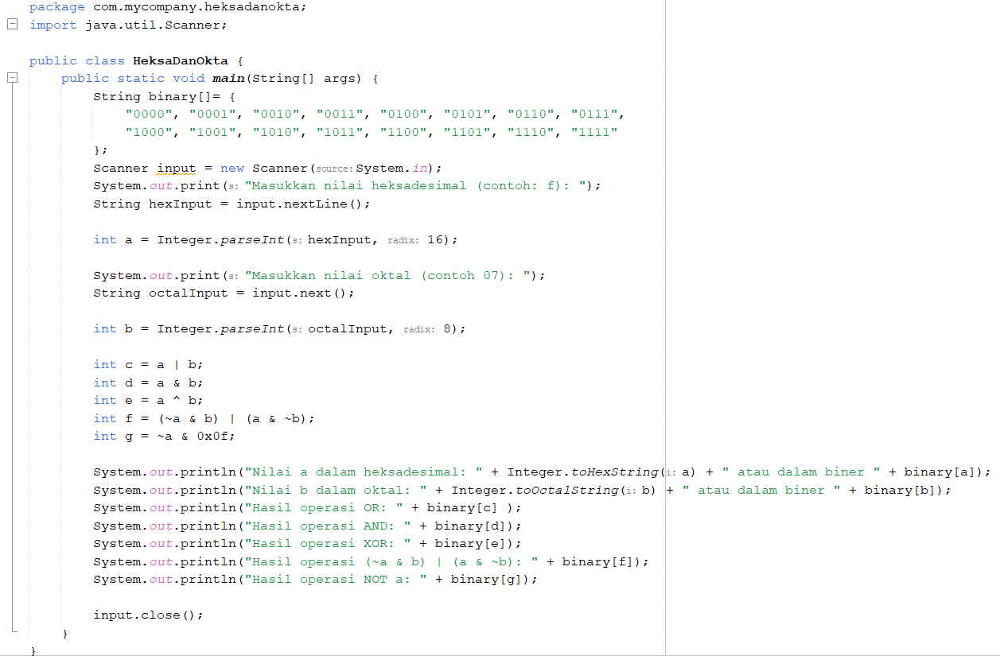 package com.mycompany.heksadanokta;
import java.util.Scanner;
public class HeksaDanOkta {
public static void main(String[] args) {
String binary[]= {
"0000", "0001", "0010", "0011", "0100", "0101", "0110", "0111",
"1000", "1001", "1010", "1011", "1100", "1101", "1110", "1111"
};
Scanner input = new Scanner(source: System.in);
System.out.print(s: "Masukkan nilai heksadesimal (contoh: f): ");
String hexInput = input.nextLine();
int a = Integer.parseInt(s: hexInput, radix: 16);
System.out.print(s: "Masukkan nilai oktal (contoh 07): ");
String octalInput = input.next();
int b = Integer.parseInt(s: octalInput, radix: 8);
int c = a | b;
int d = a & b;
int e = a ^ b;
int f = (~a & b) | (a & ~b);
int g = ~a & 0x0f;
System.out.println("Nilai a dalam heksadesimal: " + Integer.toHexString(i: a) + " atau dalam biner " + binary[a]);
System.out.println("Nilai b dalam oktal: " + Integer.toOctalString(i: b) + " atau dalam biner " + binary[b]);
System.out.println("Hasil operasi OR: " + binary[c] );
System.out.println("Hasil operasi AND: " + binary[d]);
System.out.println("Hasil operasi XOR: " + binary[e]);
System.out.println("Hasil operasi (~a & b) | (a & ~b): " + binary[f]);
System.out.println("Hasil operasi NOT a: " + binary[g]);
input.close();
}
}